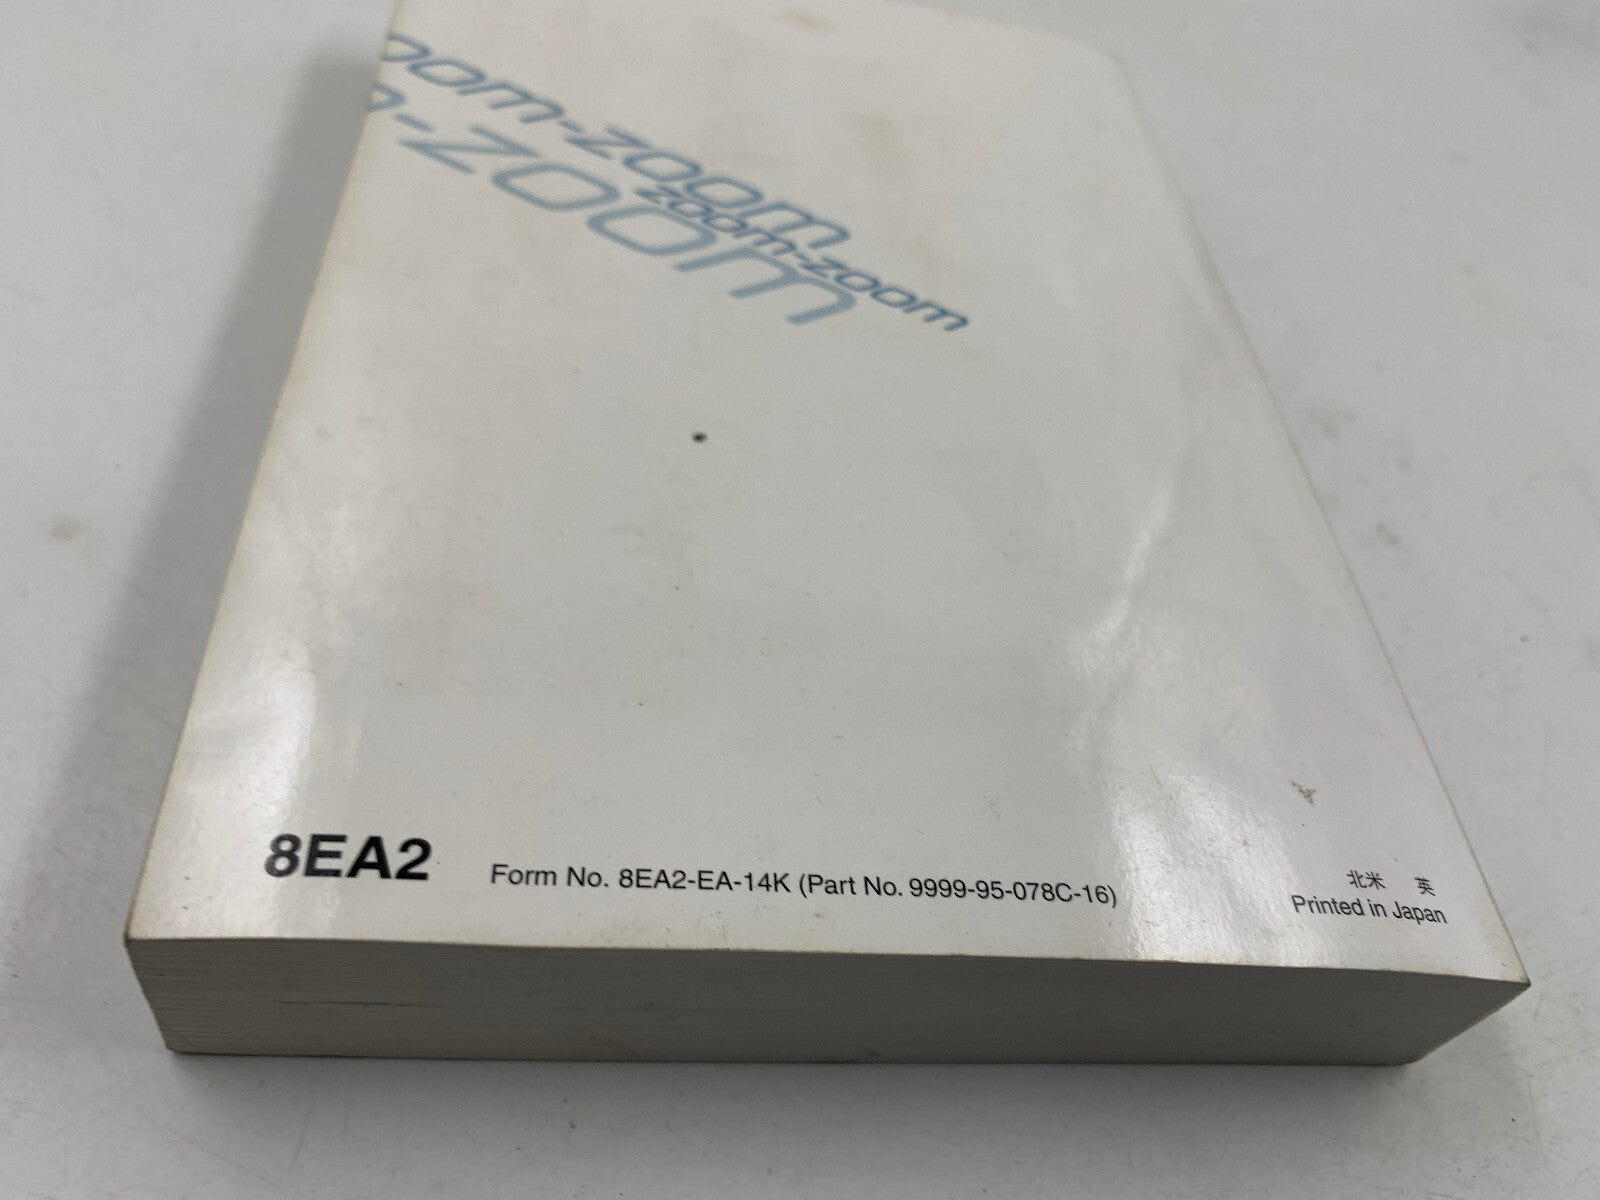 oom-zoom
-zoom
zoom-zoom
8EA2 Form No. 8EA2-EA-14K (Part No. 9999-95-078C-16)
北米 英
Printed in Japan